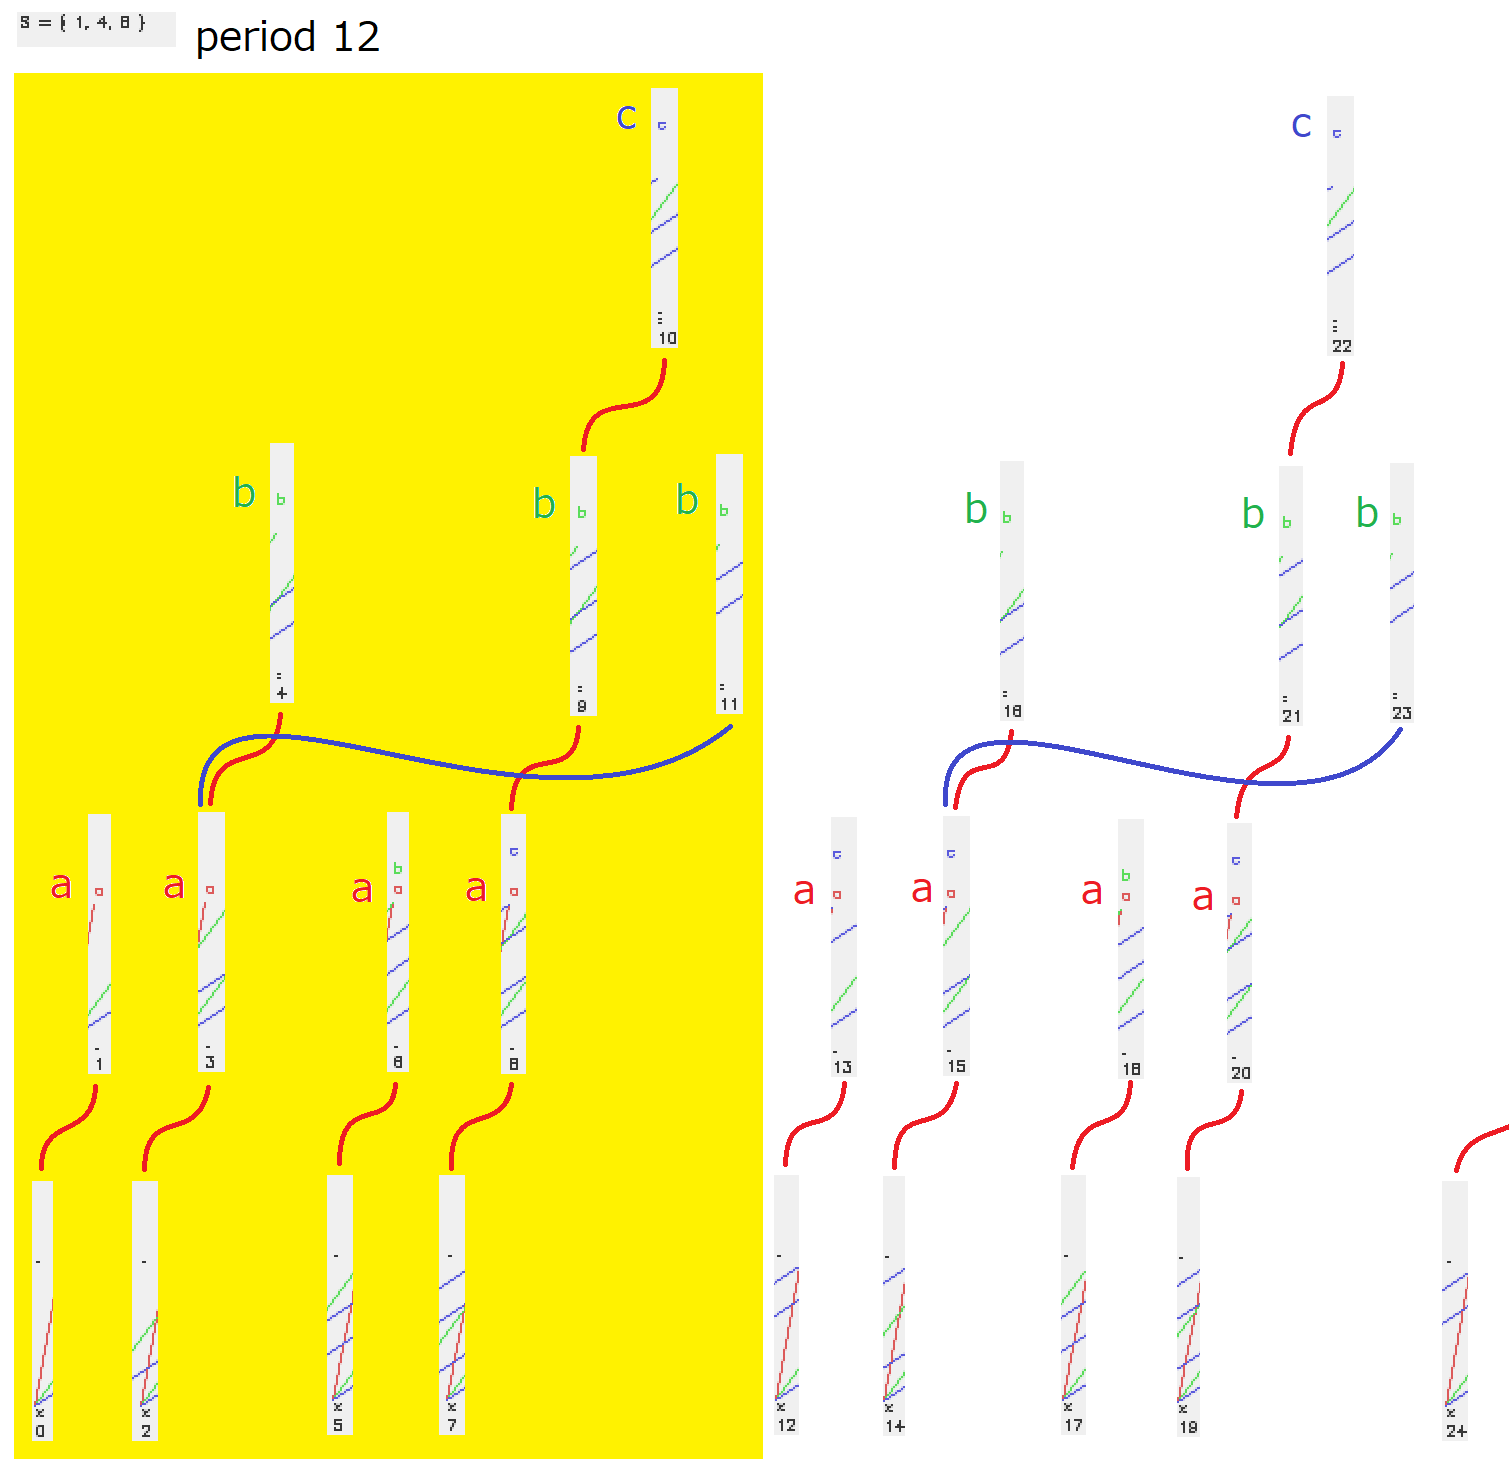 S = { 1, 4, 8 }
period 12
c
c
10
c
c
22
b
b
=
4
b
b
=
9
b
b
=
11
b
b
=
16
b
b
=
21
b
b
=
23
a
a
-
1
a
a
-
3
b
a
a
-
6
c
a
a
-
8
c
a
a
-
13
c
a
a
-
15
b
a
a
-
18
c
a
a
-
20
-
x
0
-
x
2
-
x
5
-
x
7
-
x
12
-
x
14
-
x
17
-
x
19
-
x
24